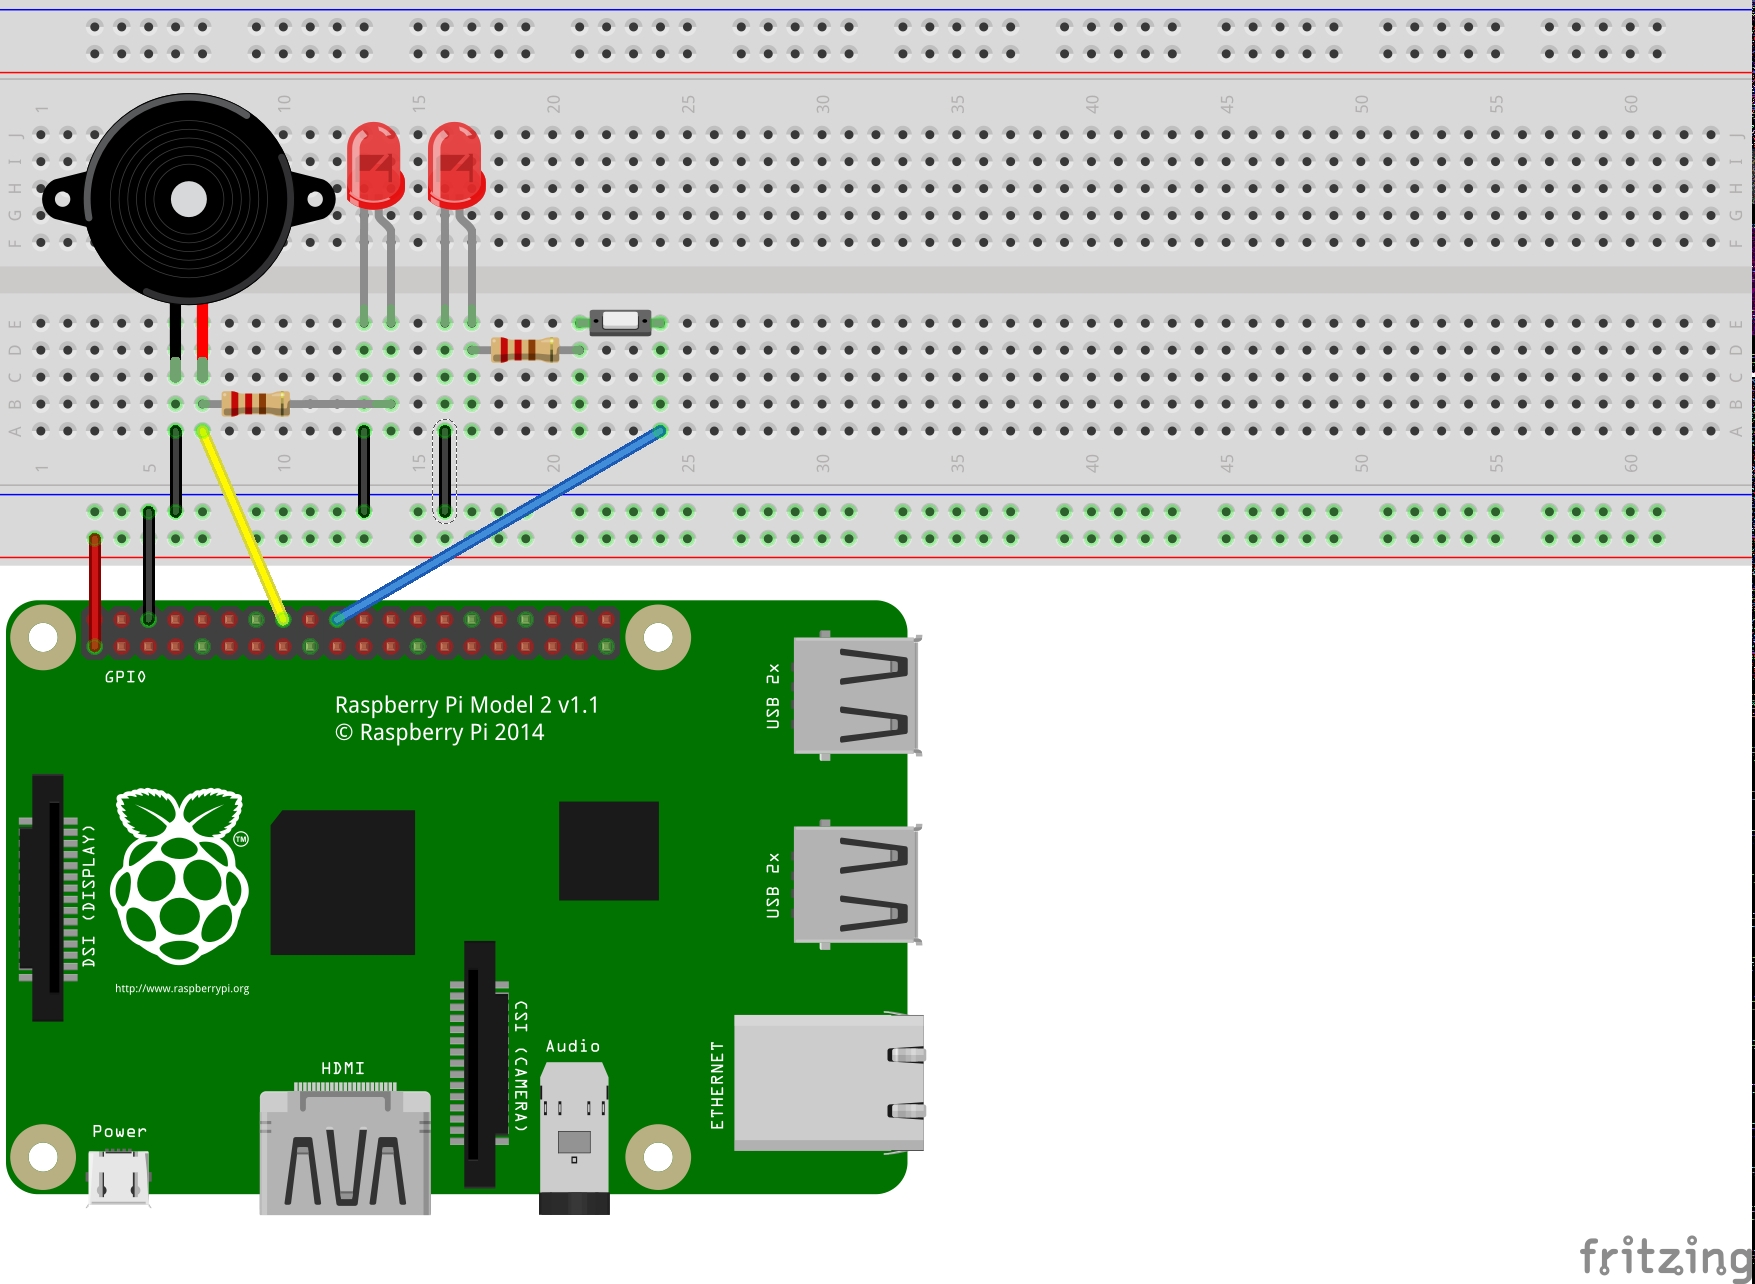 1 10 15 20 25 30 35 40 45 50 55 60
J J
I I
H H
G G
F F
E E
D D
C C
B B
A A
1 5 10 15 20 25 30 35 40 45 50 55 60
GPIO
Raspberry Pi Model 2 v1.1
© Raspberry Pi 2014
USB 2x
USB 2x
DSI (DISPLAY)
TM
http://www.raspberrypi.org
CSI (CAMERA)
Audio
HDMI
ETHERNET
Power
fritzing